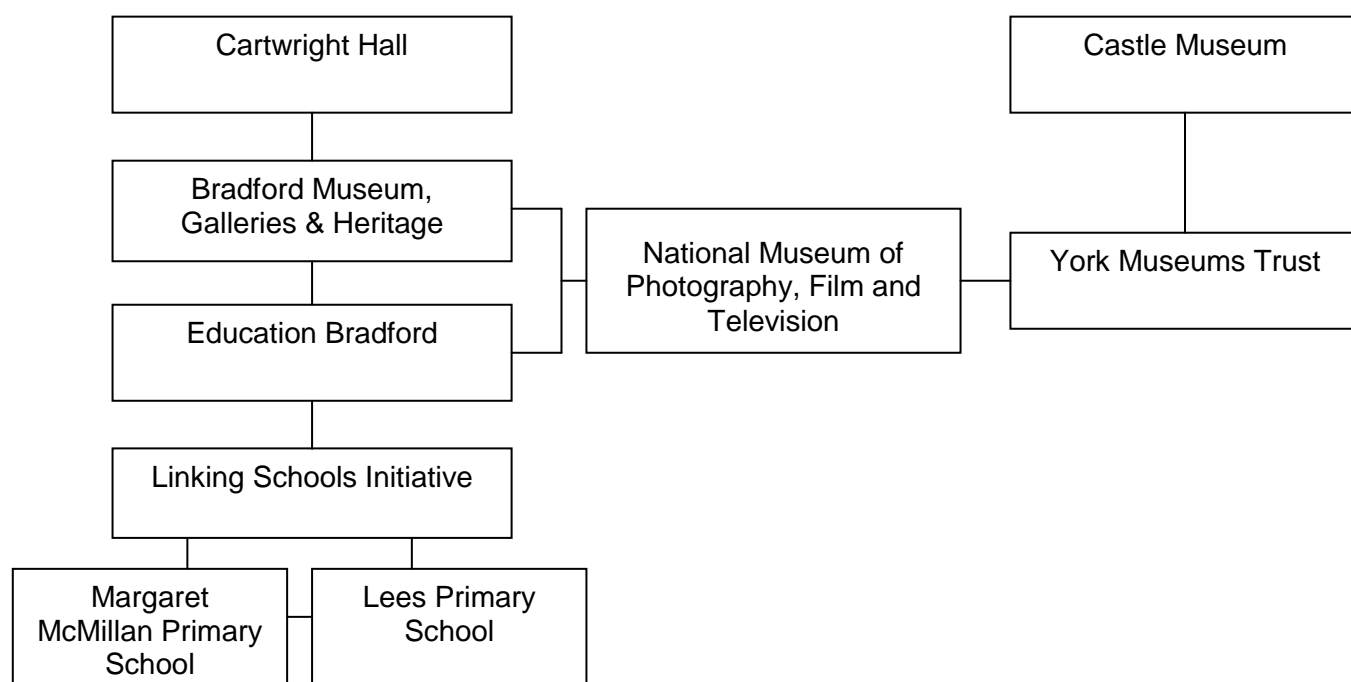 Cartwright Hall
Castle Museum
Bradford Museum,
Galleries & Heritage
National Museum of
Photography, Film and
Television
York Museums Trust
Education Bradford
Linking Schools Initiative
Margaret
McMillan Primary
School
Lees Primary
School